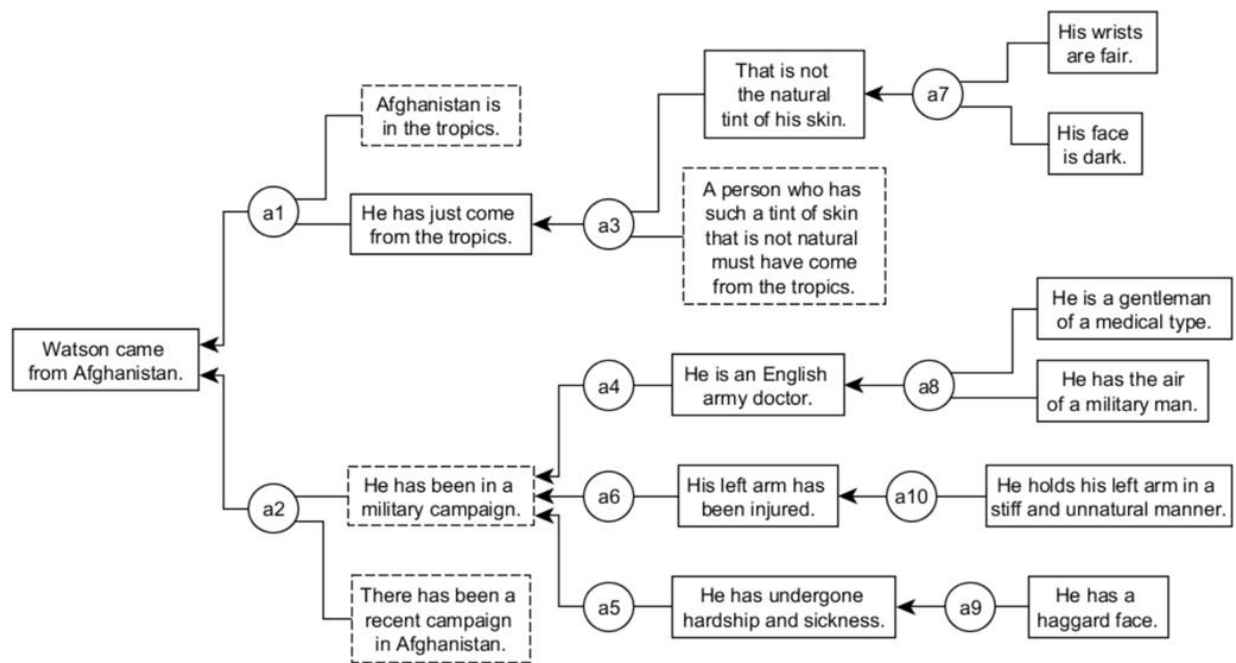 His wrists
are fair.
That is not
the natural
tint of his skin.
a7
Afghanistan is
in the tropics.
His face
is dark.
A person who has
such a tint of skin
that is not natural
must have come
from the tropics.
a1
He has just come
from the tropics.
a3
He is a gentleman
of a medical type.
Watson came
from Afghanistan.
a4
He is an English
army doctor.
a8
He has the air
of a military man.
a2
He has been in a
military campaign.
a6
His left arm has
been injured.
a10
He holds his left arm in a
stiff and unnatural manner.
There has been a
recent campaign
in Afghanistan.
a5
He has undergone
hardship and sickness.
a9
He has a
haggard face.